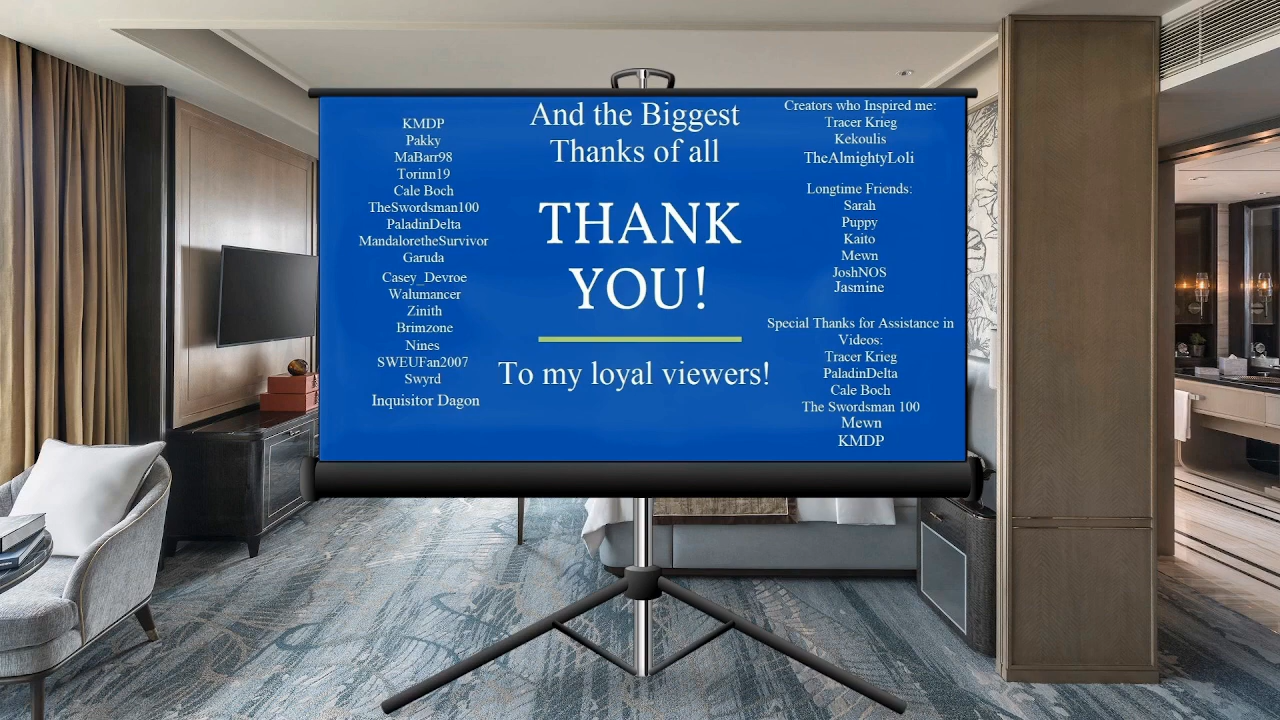 KMDP
Pakky
MaBarr98
Torinn19
Cale Boch
TheSwordsman100
PaladinDelta
MandaloretheSurvivor
Garuda
Casey_Devroe
Walumancer
Zinith
Brimzone
Nines
SWEUFan2007
Swyrd
Inquisitor Dagon
And the Biggest
Thanks of all
THANK
YOU!
To my loyal viewers!
Creators who Inspired me:
Tracer Krieg
Kekoulis
TheAlmightyLoli
Longtime Friends:
Sarah
Puppy
Kaito
Mewn
JoshNOS
Jasmine
Special Thanks for Assistance in
Videos:
Tracer Krieg
PaladinDelta
Cale Boch
The Swordsman 100
Mewn
KMDP